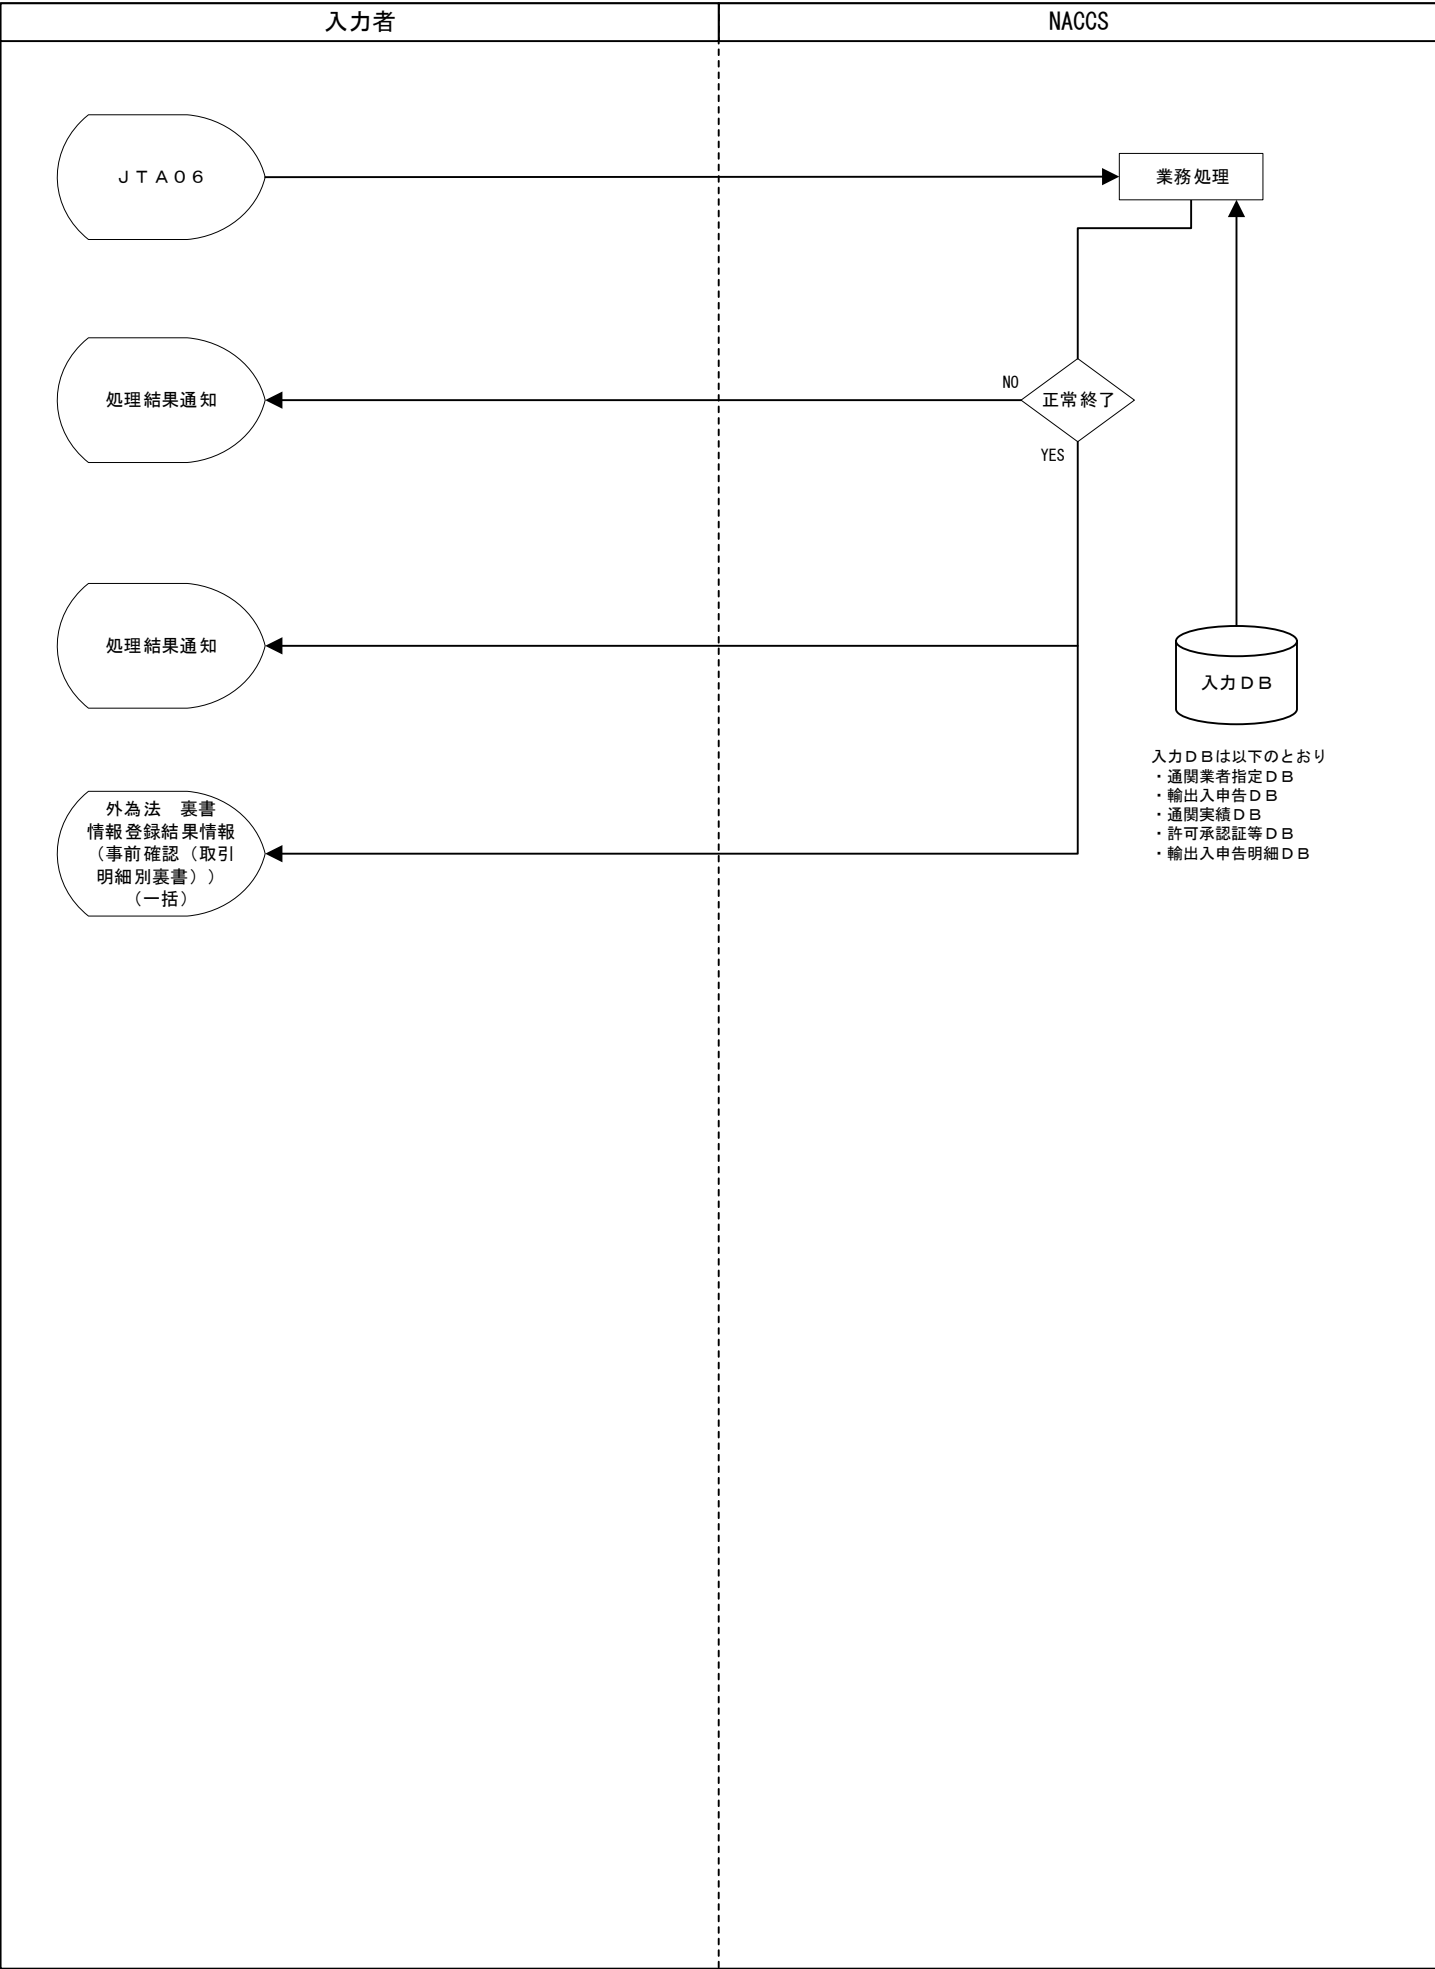 入力者
NACCS
ＪＴＡ０６
業務処理
処理結果通知
NO
正常終了
YES
処理結果通知
入力ＤＢ
入力ＤＢは以下のとおり
・通関業者指定ＤＢ
・輸出入申告ＤＢ
・通関実績ＤＢ
・許可承認証等ＤＢ
・輸出入申告明細ＤＢ
外為法　裏書
情報登録結果情報
（事前確認（取引
明細別裏書））
（一括）